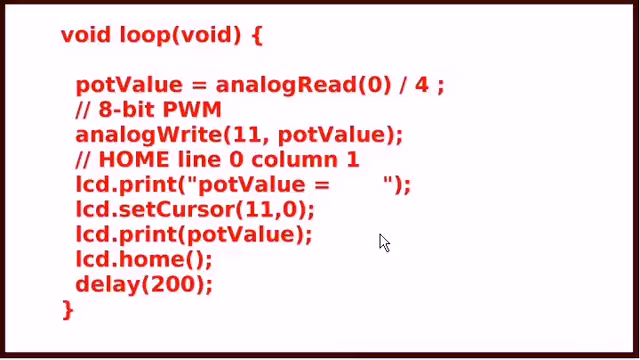 void loop(void) {
potValue = analogRead(0) / 4 ;
// 8-bit PWM
analogWrite(11, potValue);
// HOME line 0 column 1
lcd.print("potValue =       ");
lcd.setCursor(11,0);
lcd.print(potValue);
lcd.home();
delay(200);
}